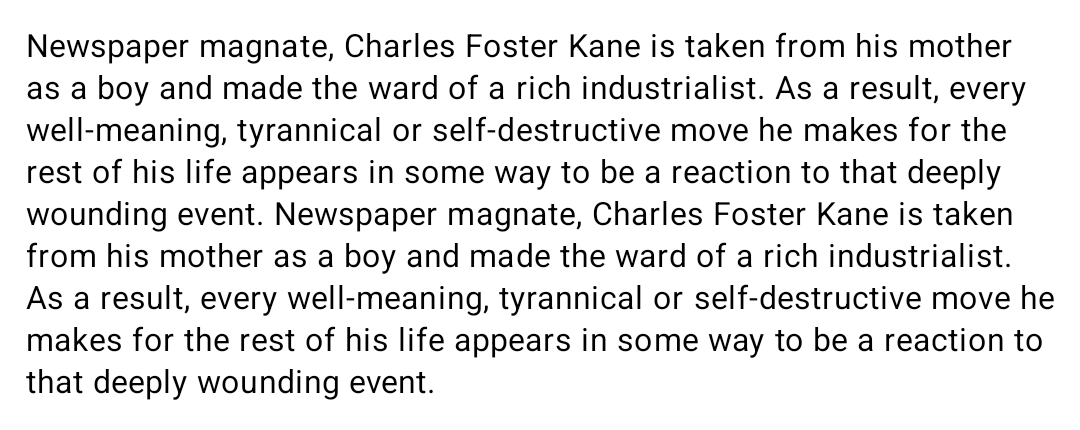 Newspaper magnate, Charles Foster Kane is taken from his mother
as a boy and made the ward of a rich industrialist. As a result, every
well-meaning, tyrannical or self-destructive move he makes for the
rest of his life appears in some way to be a reaction to that deeply
wounding event. Newspaper magnate, Charles Foster Kane is taken
from his mother as a boy and made the ward of a rich industrialist.
As a result, every well-meaning, tyrannical or self-destructive move he
makes for the rest of his life appears in some way to be a reaction to
that deeply wounding event.